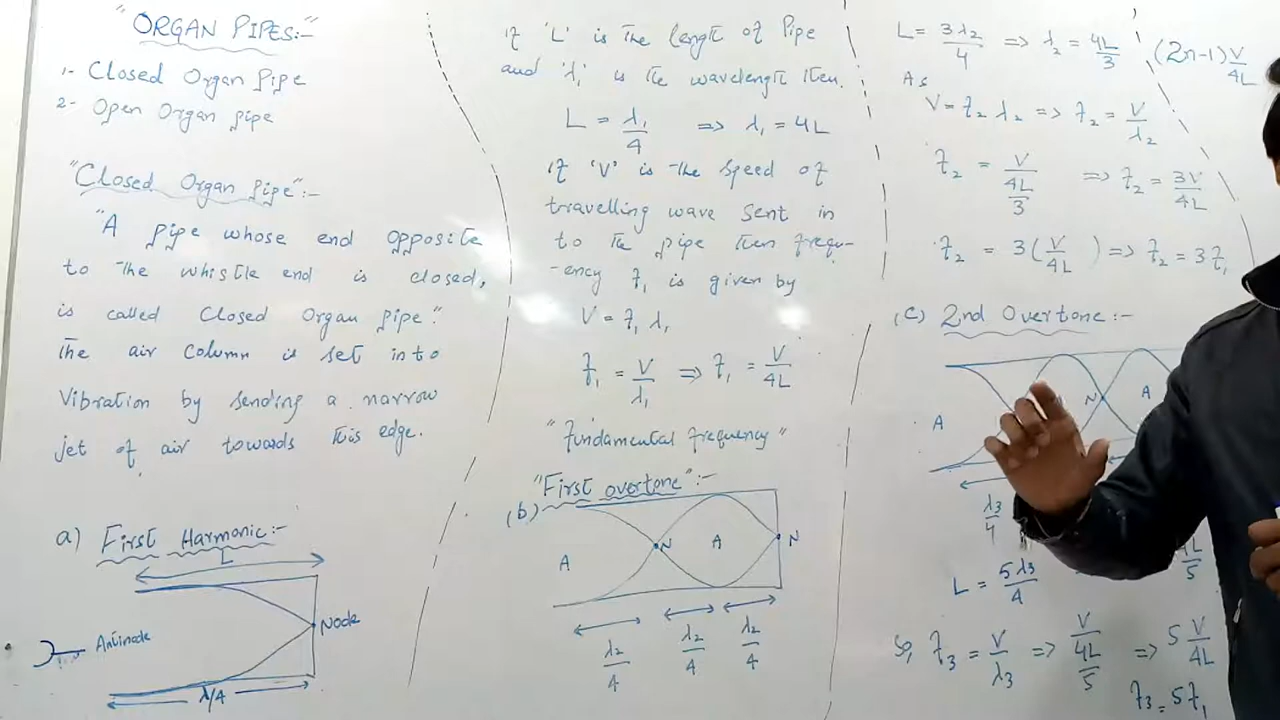 "ORGAN PIPES:-"
1- Closed Organ Pipe
2- Open Organ pipe
"Closed Organ Pipe":-
"A pipe whose end opposite
to the whistle end is closed,
is called Closed Organ pipe."
The air column is set into
Vibration by sending a narrow
jet of air towards this edge.
a) First Harmonic:-
L
Node
Antinode
λ/4
If 'L' is the length of Pipe
and 'λ₁' is the wavelength then.
L = λ₁/4 => λ₁ = 4L
If 'V' is the speed of
travelling wave sent in
to the pipe then frequ-
-ency f₁ is given by
V = f₁ λ₁
f₁ = V/λ₁ => f₁ = V/4L
"Fundamental frequency"
"First overtone":-
(b)
A N A N
λ₂/4 λ₂/4 λ₂/4
L = 3λ₂/4 => λ₂ = 4L/3 (2n-1)V/4L
As
V = f₂ λ₂ => f₂ = V/λ₂
f₂ = V/(4L/3) => f₂ = 3V/4L
f₂ = 3(V/4L) => f₂ = 3f₁
(c) 2nd Overtone:-
A N A
λ₃/4
L = 5λ₃/4 4L/5
So, f₃ = V/λ₃ => V/(4L/5) => 5 V/4L
f₃ = 5f₁